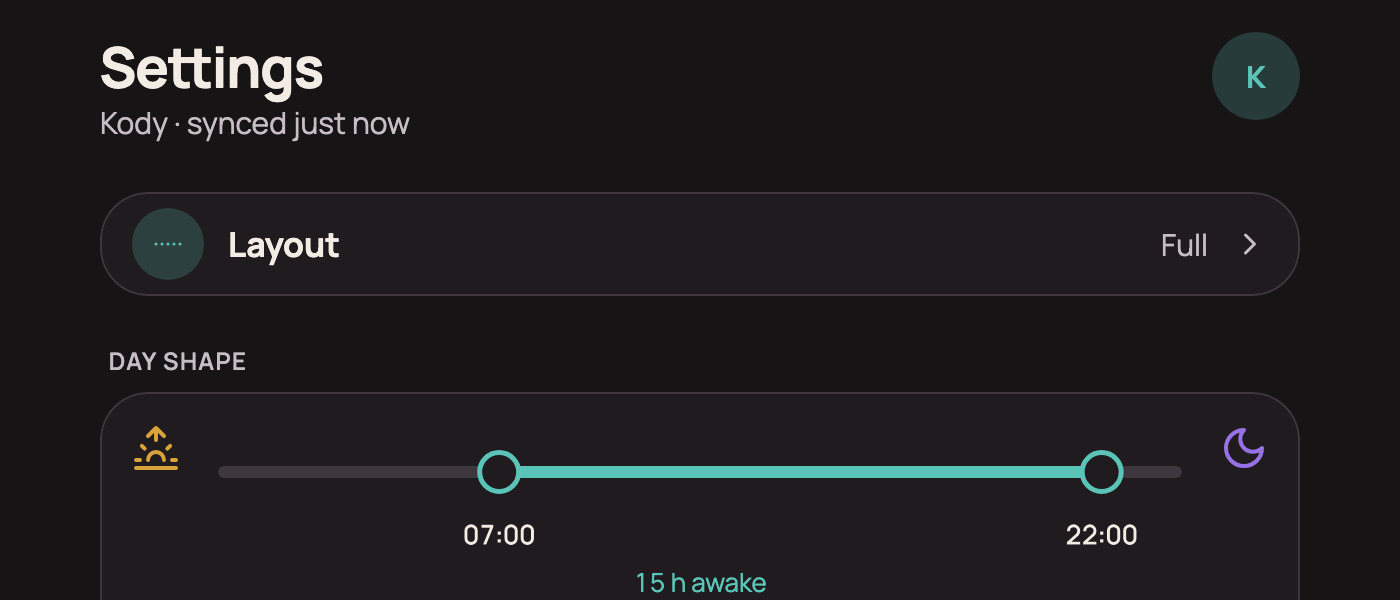 Settings
K
Kody · synced just now
Layout
Full
DAY SHAPE
07:00
22:00
15 h awake